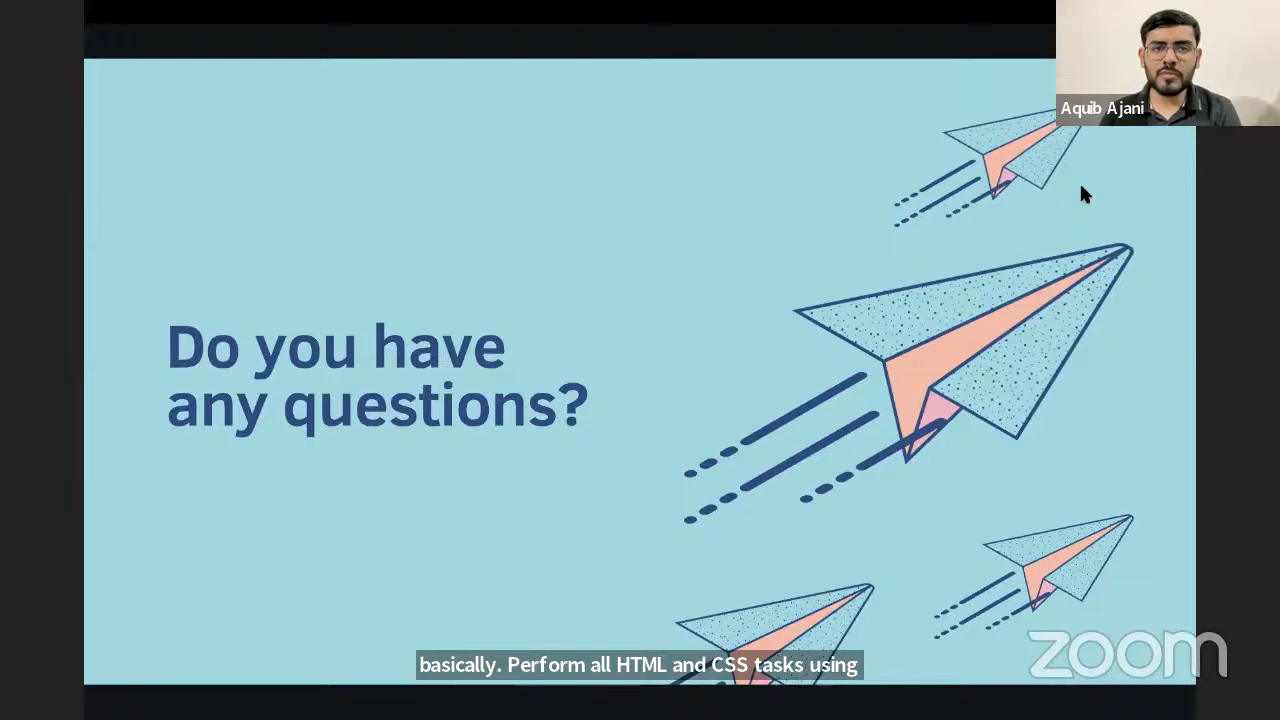 Aquib Ajani
Do you have
any questions?
basically. Perform all HTML and CSS tasks using
zoom